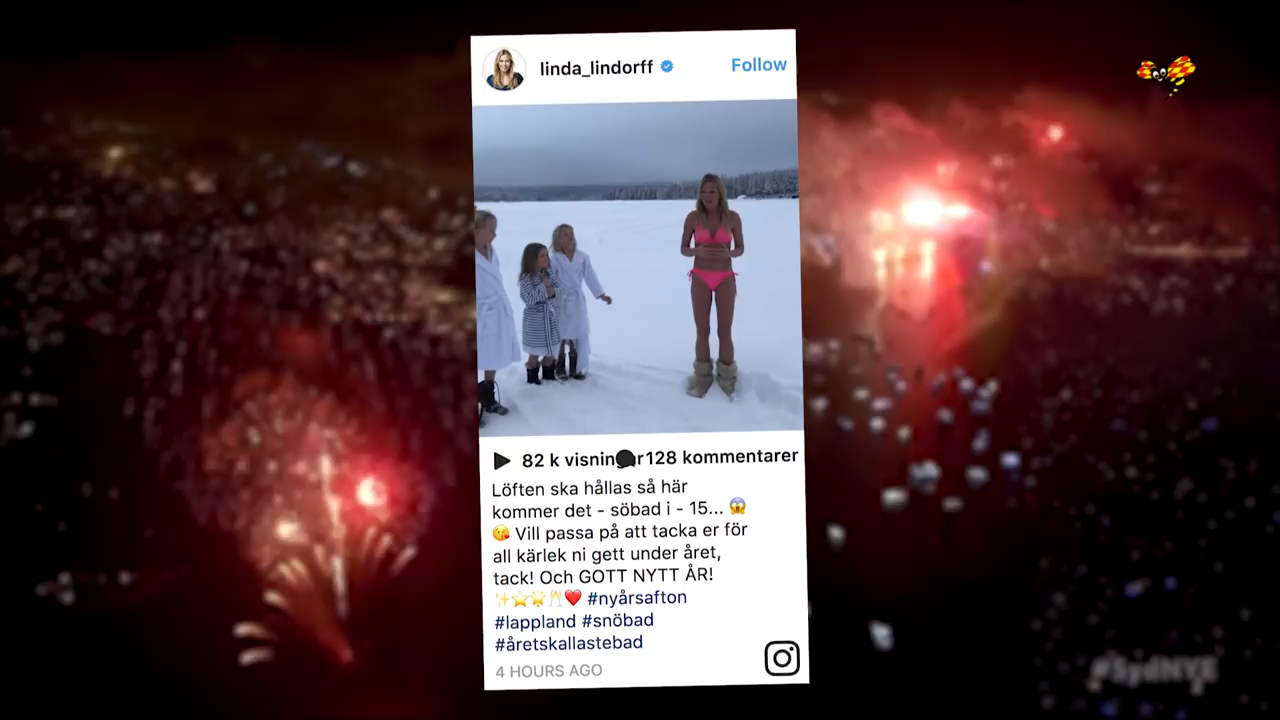 linda_lindorff
Follow
82 k visningar 128 kommentarer
Löften ska hållas så här
kommer det - söbad i - 15... 😱
😘 Vill passa på att tacka er för
all kärlek ni gett under året,
tack! Och GOTT NYTT ÅR!
✨⭐🌟🥂❤️ #nyårsafton
#lappland #snöbad
#åretskallastebad
4 HOURS AGO
#SydNYE